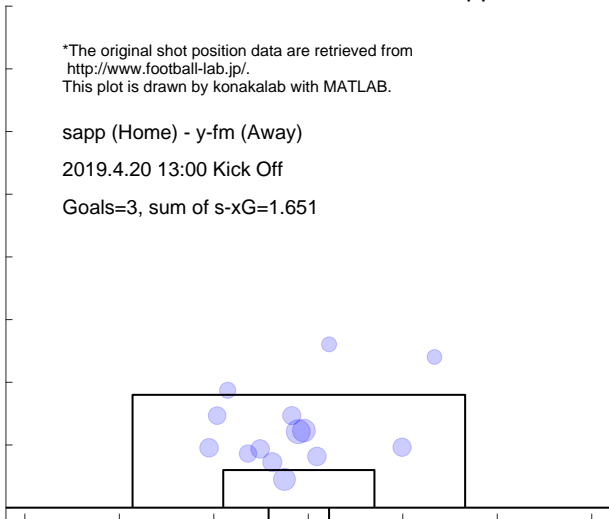 *The original shot position data are retrieved from
http://www.football-lab.jp/.
This plot is drawn by konakalab with MATLAB.
sapp (Home) - y-fm (Away)
2019.4.20 13:00 Kick Off
Goals=3, sum of s-xG=1.651